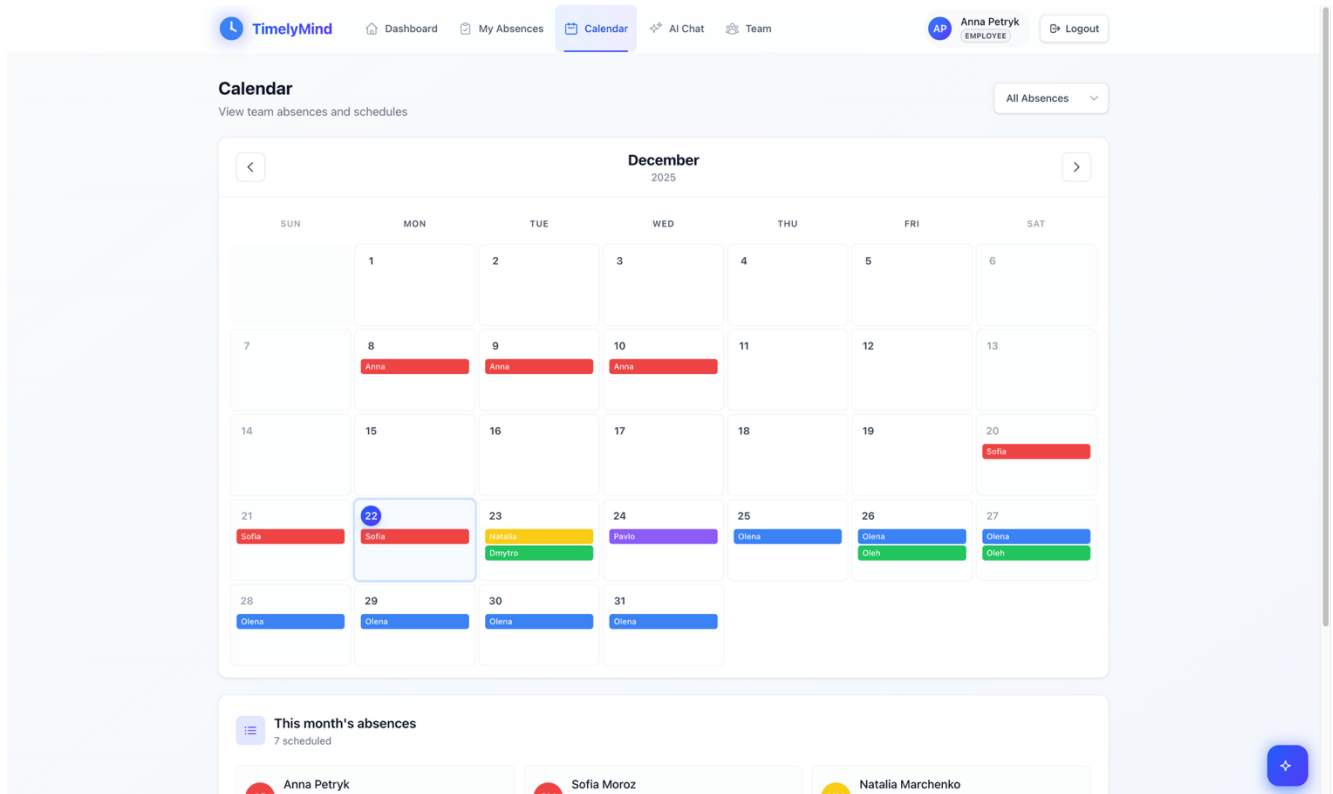 TimelyMind Dashboard My Absences Calendar AI Chat Team AP Anna Petryk Logout
EMPLOYEE
Calendar
View team absences and schedules
All Absences
December
2025
SUN MON TUE WED THU FRI SAT
1 2 3 4 5 6
7 8 9 10 11 12 13
Anna Anna Anna
14 15 16 17 18 19 20
Sofia
21 22 23 24 25 26 27
Sofia Sofia Natalia Pavlo Olena Olena Olena
Dmytro Oleh Oleh
28 29 30 31
Olena Olena Olena Olena
This month's absences
7 scheduled
Anna Petryk Sofia Moroz Natalia Marchenko